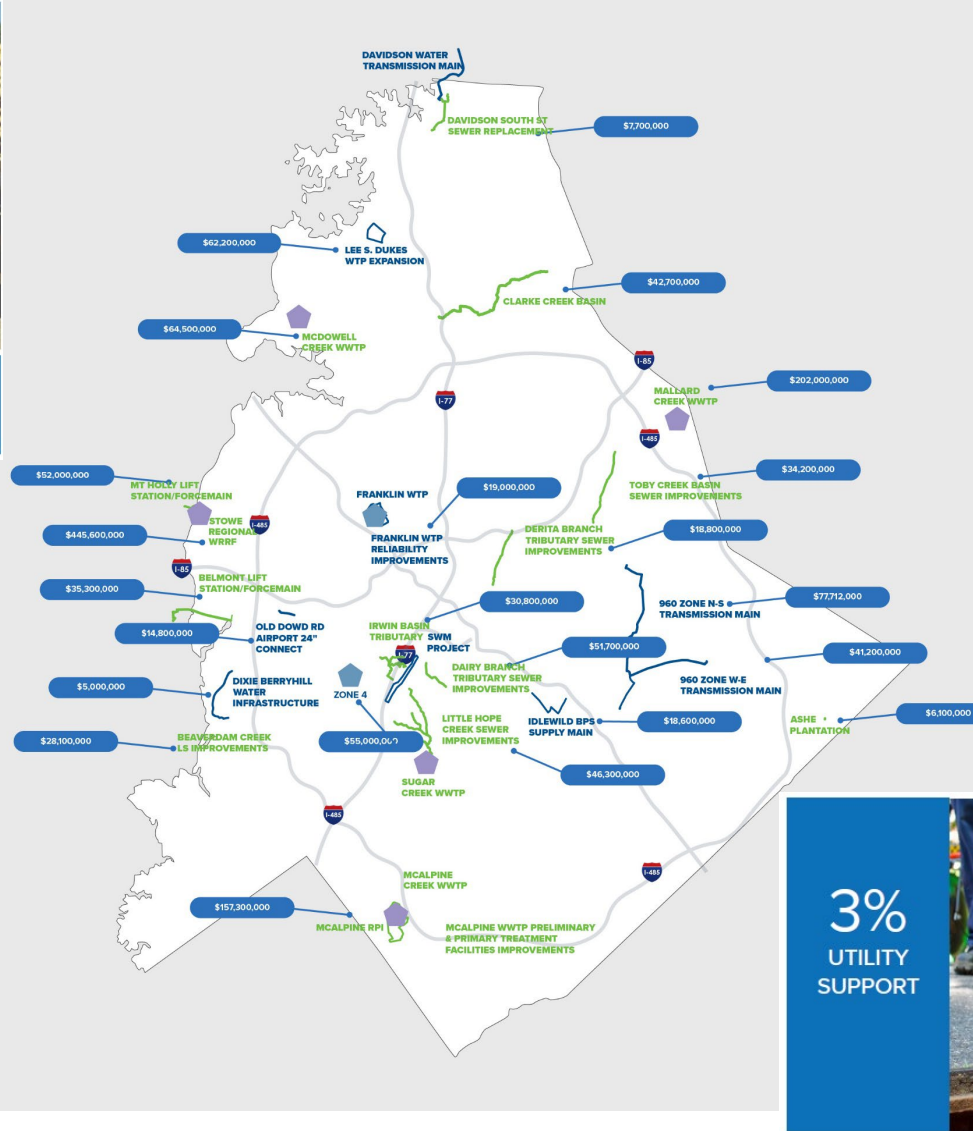 DAVIDSON WATER
TRANSMISSION MAIN
DAVIDSON SOUTH ST
SEWER REPLACEMENT
$7,700,000
$62,200,000
LEE S. DUKES
WTP EXPANSION
$42,700,000
CLARKE CREEK BASIN
$64,500,000
MCDOWELL
CREEK WWTP
I-85
$202,000,000
MALLARD
CREEK WWTP
I-77
I-485
$52,000,000
MT HOLLY LIFT
STATION/FORCEMAIN
$34,200,000
TOBY CREEK BASIN
SEWER IMPROVEMENTS
FRANKLIN WTP
$19,000,000
STOWE
REGIONAL
WRRF
I-485
$445,600,000
FRANKLIN WTP
RELIABILITY
IMPROVEMENTS
DERITA BRANCH
TRIBUTARY SEWER
IMPROVEMENTS
$18,800,000
I-85
BELMONT LIFT
STATION/FORCEMAIN
$35,300,000
$30,800,000
960 ZONE N-S
TRANSMISSION MAIN
$77,712,000
$14,800,000
OLD DOWD RD
AIRPORT 24"
CONNECT
IRWIN BASIN
TRIBUTARY
SWM
PROJECT
I-77
$51,700,000
$41,200,000
DAIRY BRANCH
TRIBUTARY SEWER
IMPROVEMENTS
960 ZONE W-E
TRANSMISSION MAIN
$5,000,000
DIXIE BERRYHILL
WATER
INFRASTRUCTURE
ZONE 4
LITTLE HOPE
CREEK SEWER
IMPROVEMENTS
IDLEWILD BPS
SUPPLY MAIN
$18,600,000
ASHE
PLANTATION
$6,100,000
$28,100,000
BEAVERDAM CREEK
LS IMPROVEMENTS
$55,000,000
$46,300,000
SUGAR
CREEK WWTP
I-485
MCALPINE
CREEK WWTP
I-485
$157,300,000
MCALPINE RPI
MCALPINE WWTP PRELIMINARY
& PRIMARY TREATMENT
FACILITIES IMPROVEMENTS
3%
UTILITY
SUPPORT